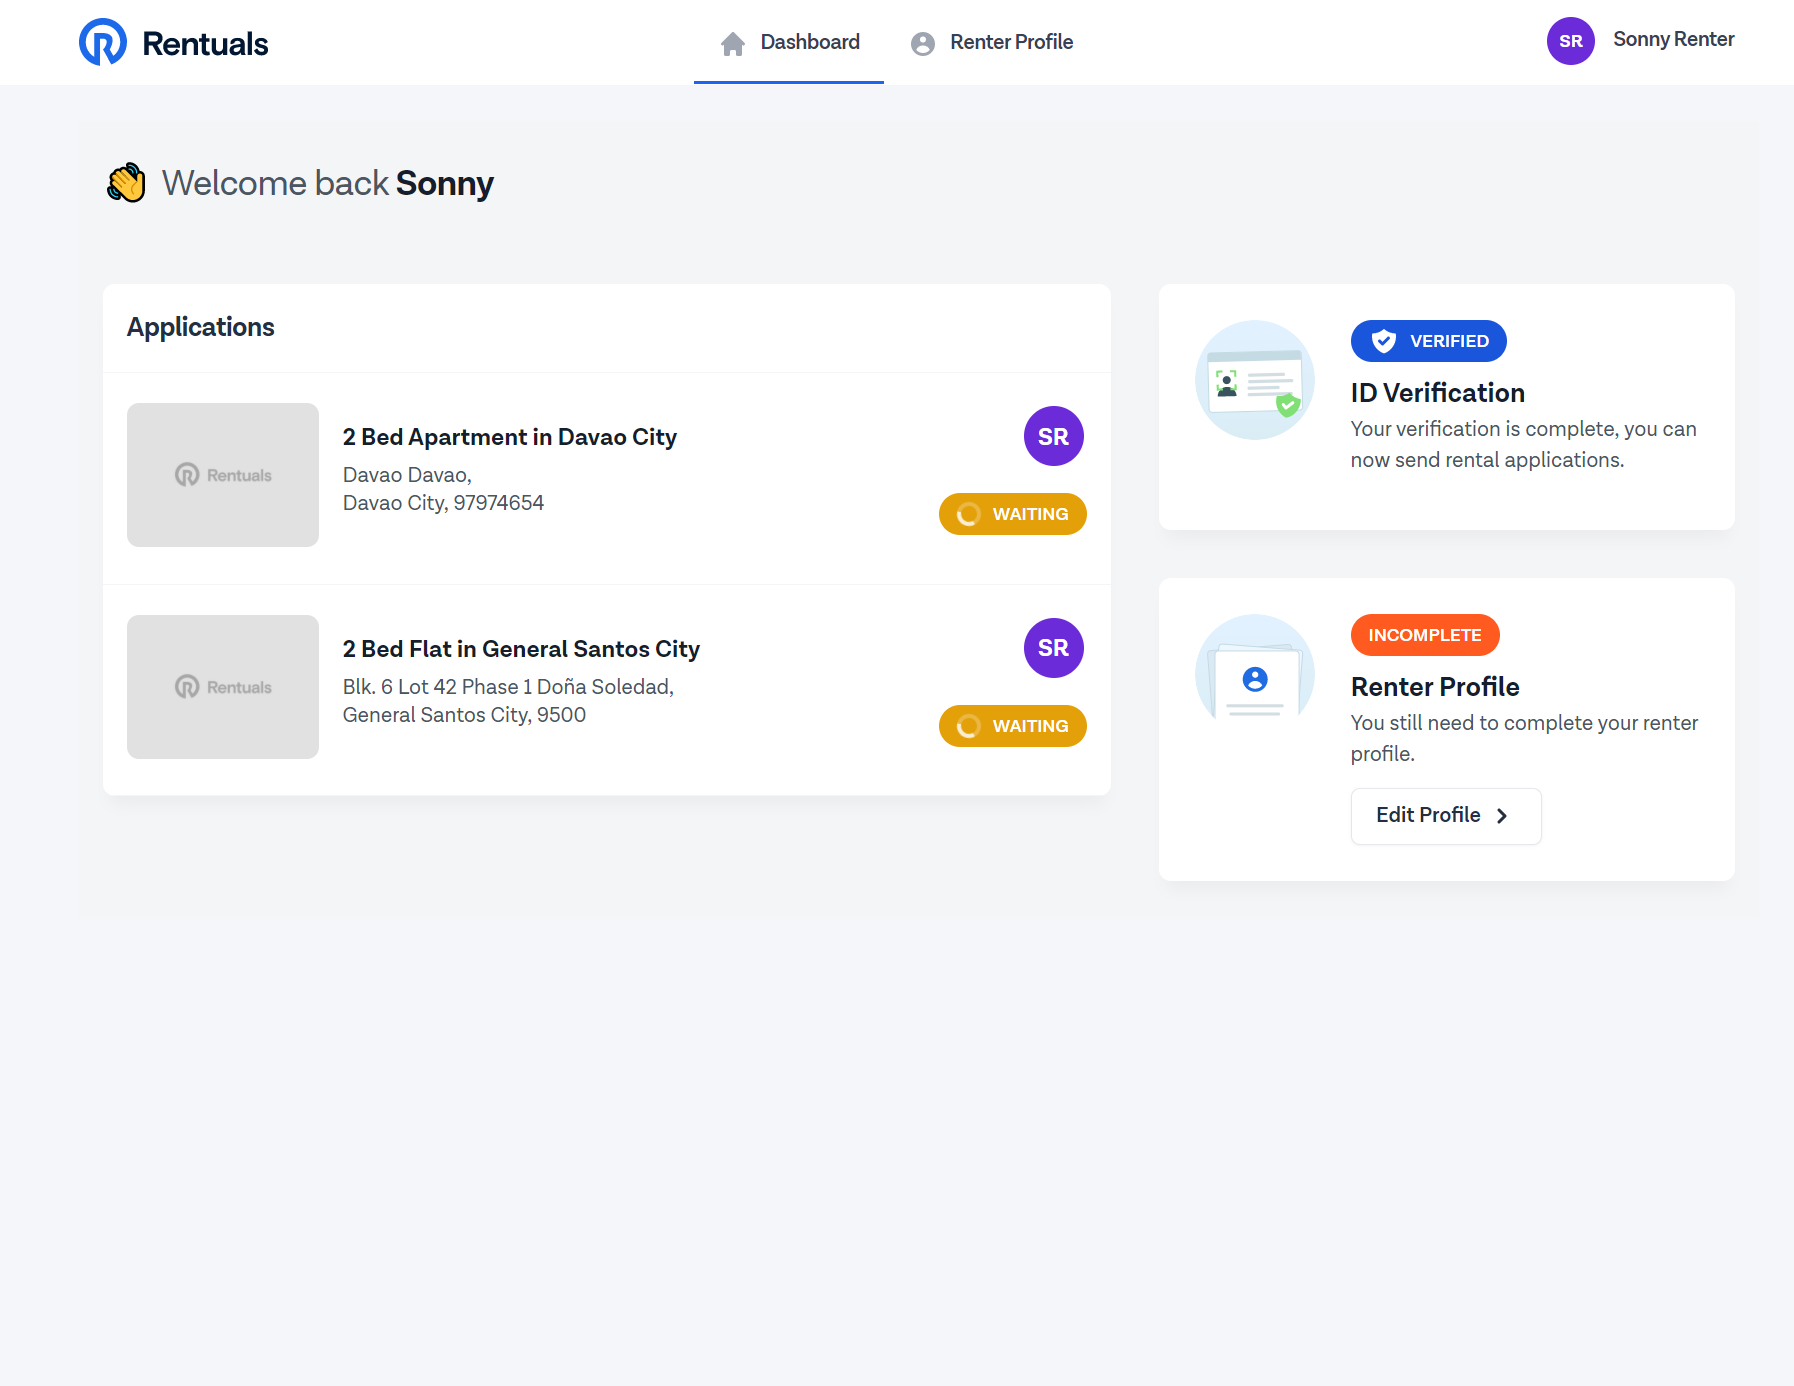 Rentuals
Dashboard
Renter Profile
SR
Sonny Renter
Welcome back Sonny
Applications
Rentuals
2 Bed Apartment in Davao City
Davao Davao,
Davao City, 97974654
SR
WAITING
Rentuals
2 Bed Flat in General Santos City
Blk. 6 Lot 42 Phase 1 Doña Soledad,
General Santos City, 9500
SR
WAITING
VERIFIED
ID Verification
Your verification is complete, you can
now send rental applications.
INCOMPLETE
Renter Profile
You still need to complete your renter
profile.
Edit Profile